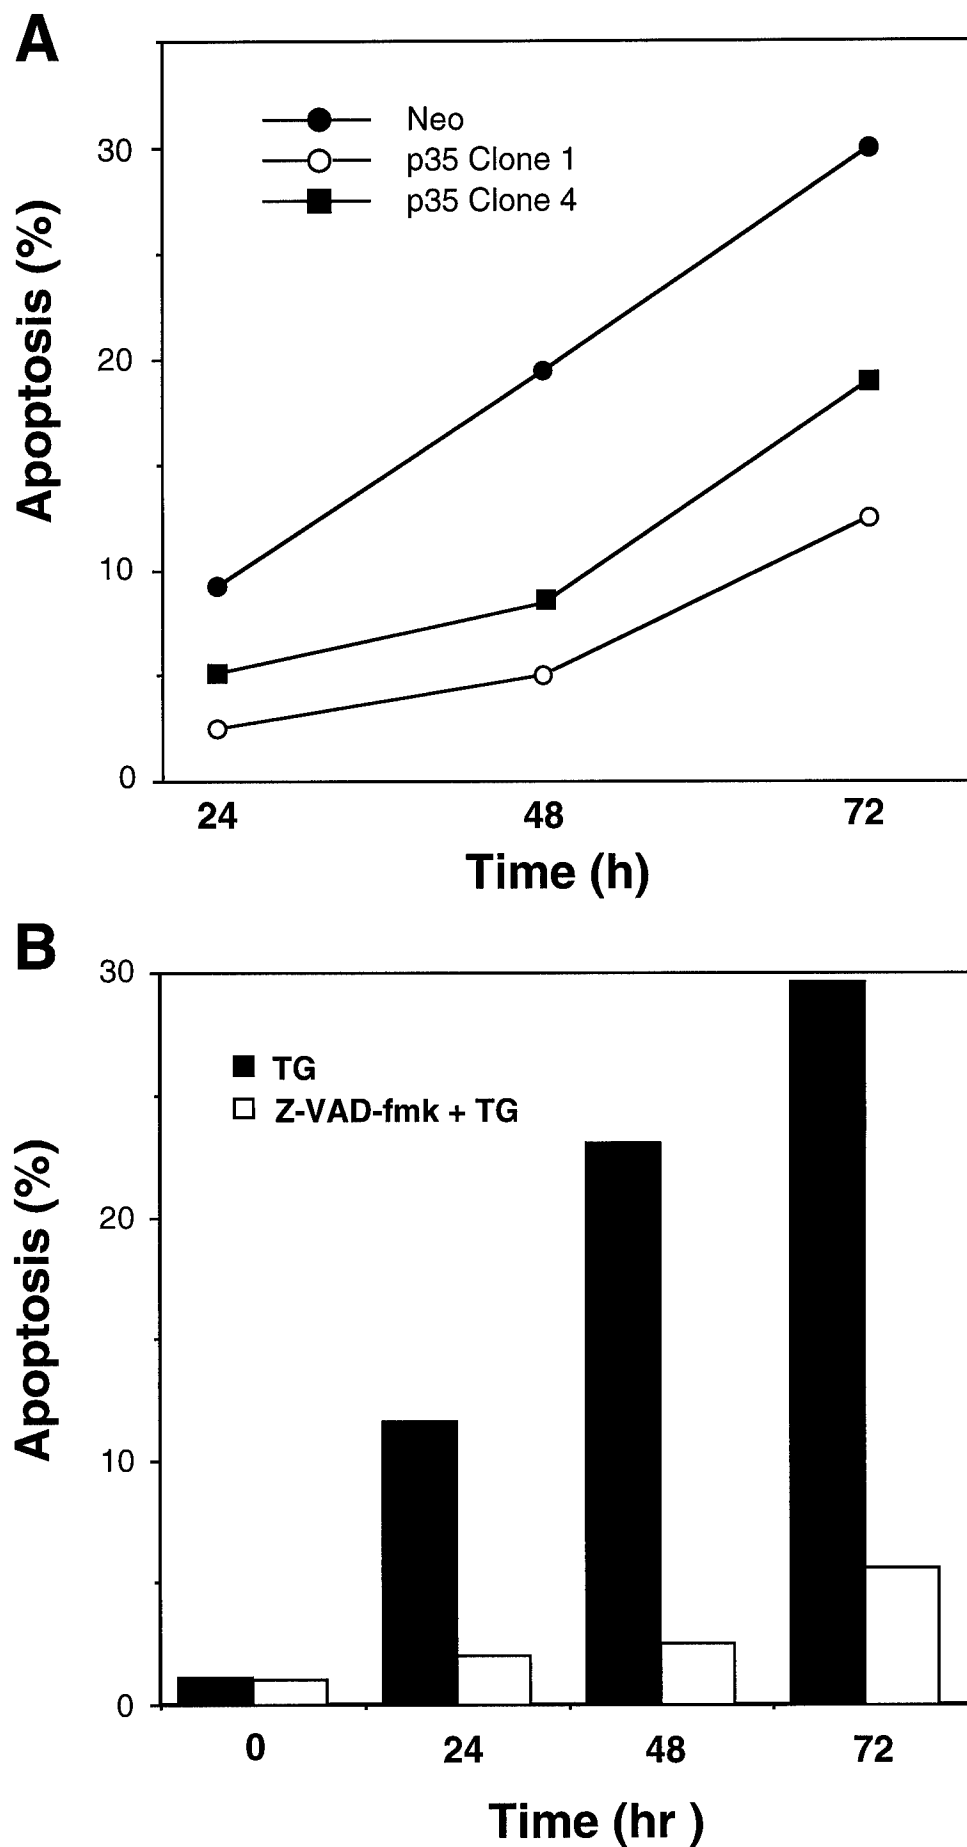 A
Neo
p35 Clone 1
p35 Clone 4
30
20
10
0
Apoptosis (%)
24 48 72
Time (h)
B
TG
Z-VAD-fmk + TG
30
20
10
0
Apoptosis (%)
0 24 48 72
Time (hr )